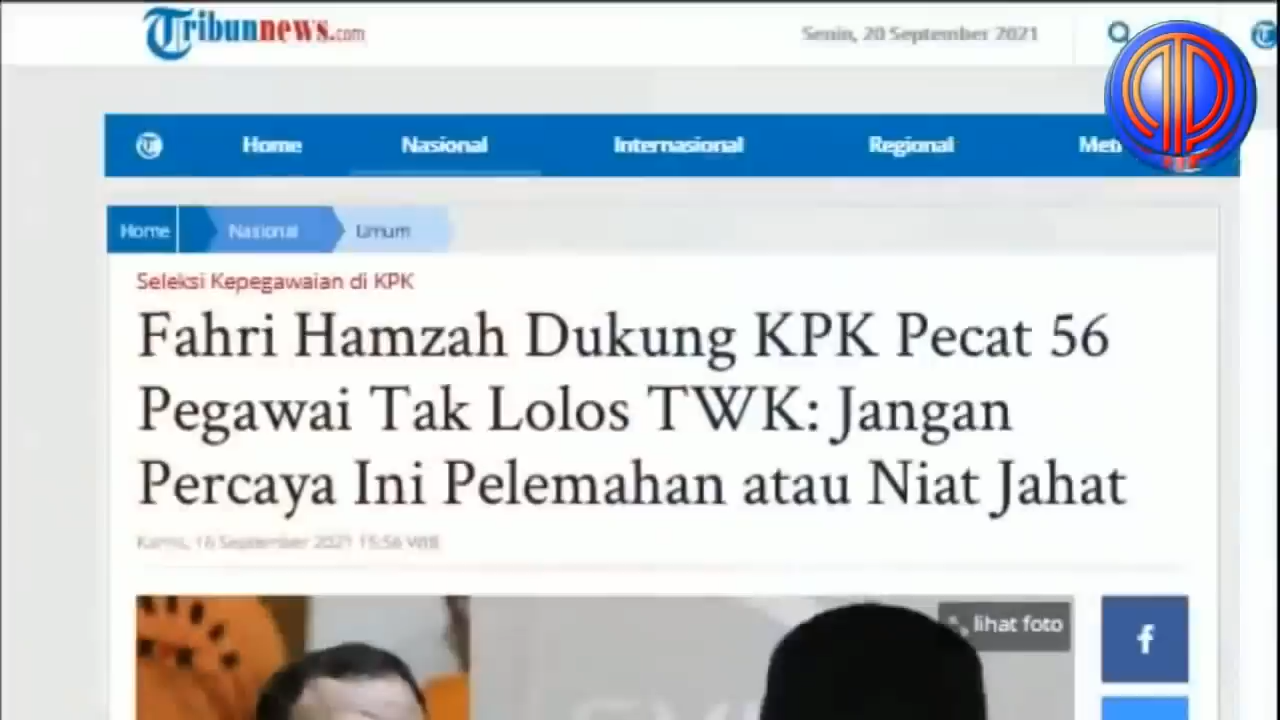 Tribunnews.com
Senin, 20 September 2021
Home Nasional Internasional Regional
Home Nasional Umum
Seleksi Kepegawaian di KPK
Fahri Hamzah Dukung KPK Pecat 56
Pegawai Tak Lolos TWK: Jangan
Percaya Ini Pelemahan atau Niat Jahat
Kamis, 16 September 2021 15:56 WIB
lihat foto
f